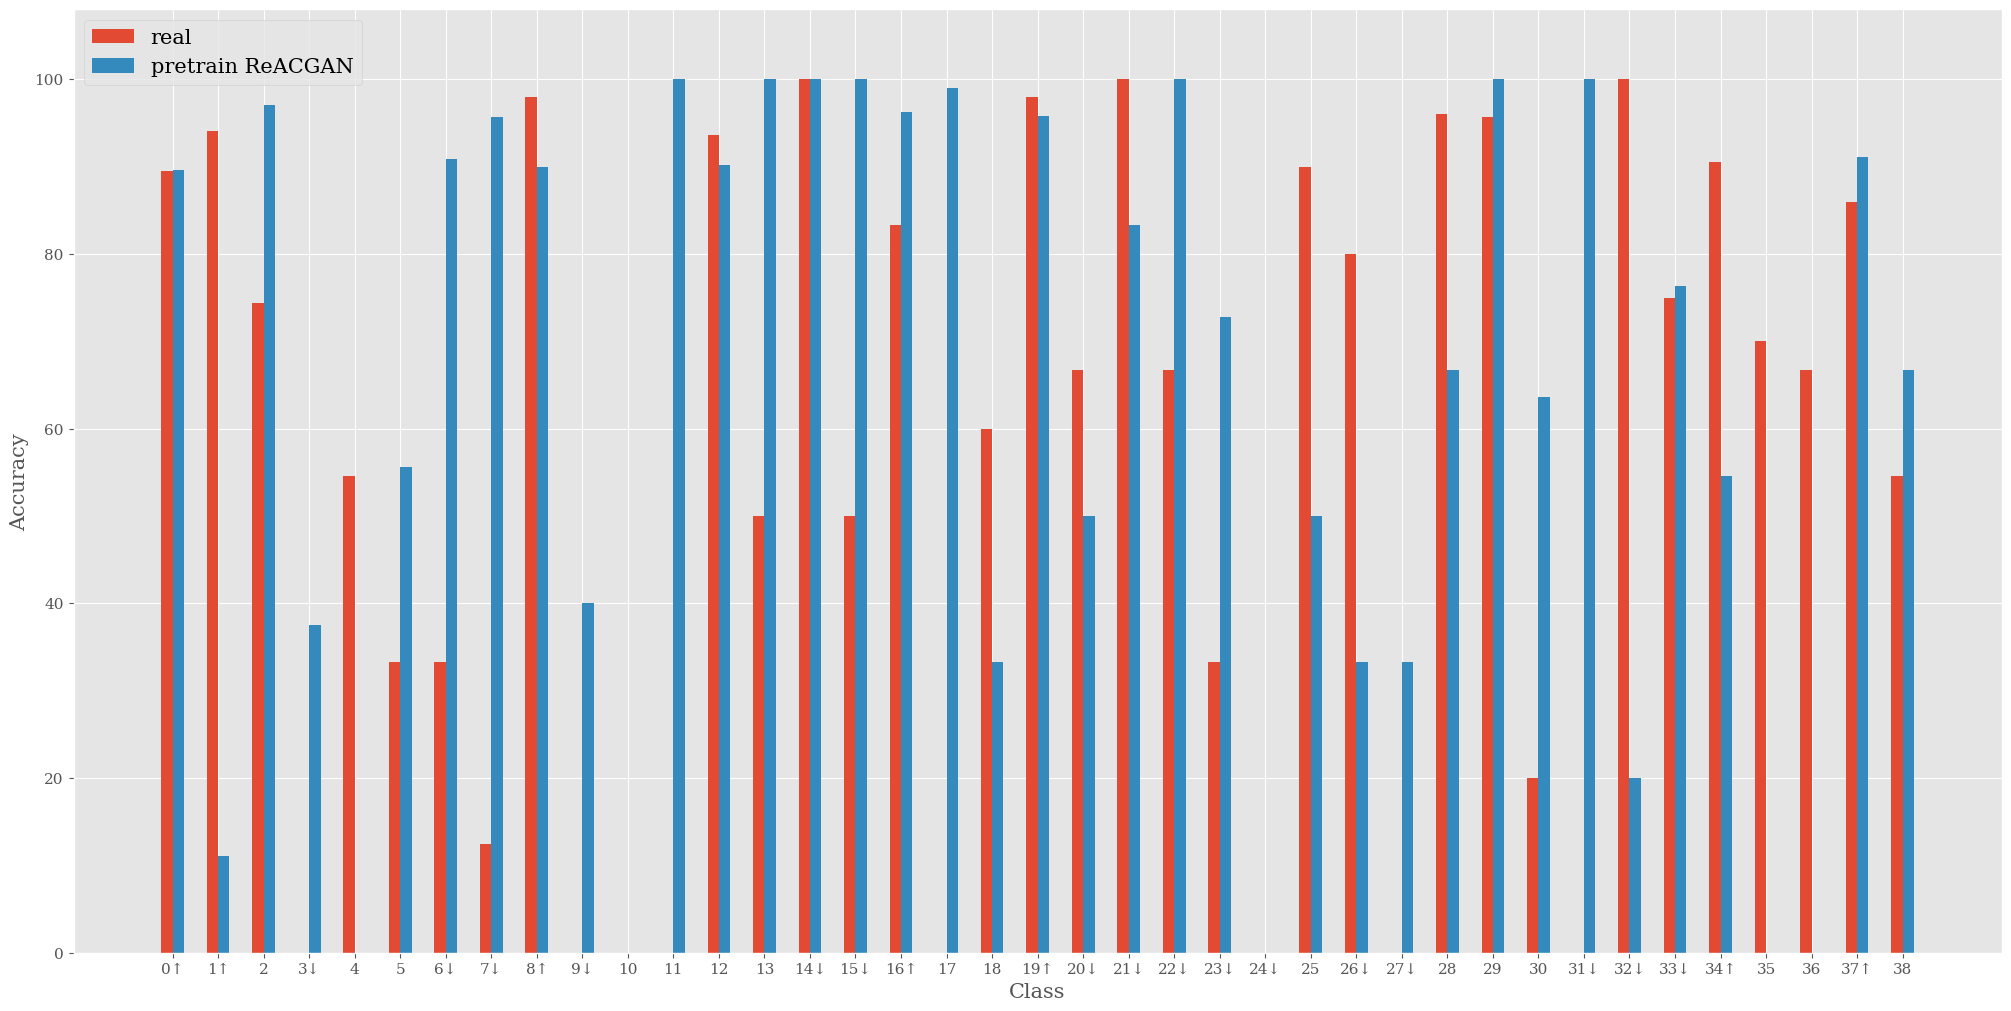 real
pretrain ReACGAN
100
80
60
40
20
0
Accuracy
0↑ 1↑ 2 3↓ 4 5 6↓ 7↓ 8↑ 9↓ 10 11 12 13 14↓ 15↓ 16↑ 17 18 19↑ 20↓ 21↓ 22↓ 23↓ 24↓ 25 26↓ 27↓ 28 29 30 31↓ 32↓ 33↓ 34↑ 35 36 37↑ 38
Class